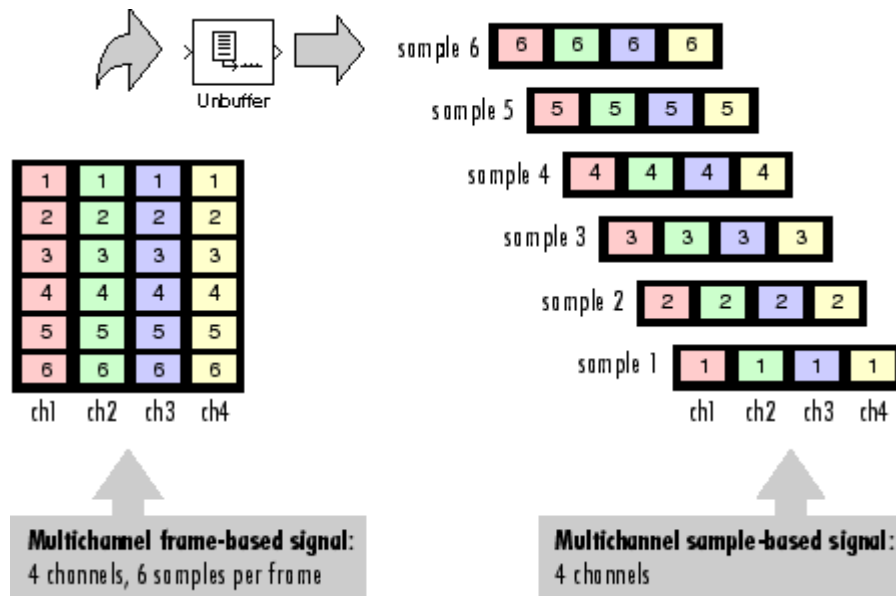 Unbuffer
sample 6 6 6 6 6
sample 5 5 5 5 5
sample 4 4 4 4 4
sample 3 3 3 3 3
sample 2 2 2 2 2
sample 1 1 1 1 1
ch1 ch2 ch3 ch4
1 1 1 1
2 2 2 2
3 3 3 3
4 4 4 4
5 5 5 5
6 6 6 6
ch1 ch2 ch3 ch4
Multichannel frame-based signal:
4 channels, 6 samples per frame
Multichannel sample-based signal:
4 channels